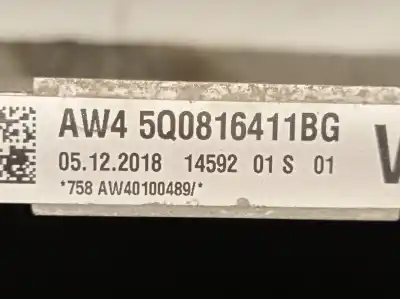 AW4 5Q0816411BG
05.12.2018 14592 01 S 01
*758 AW40100489/*